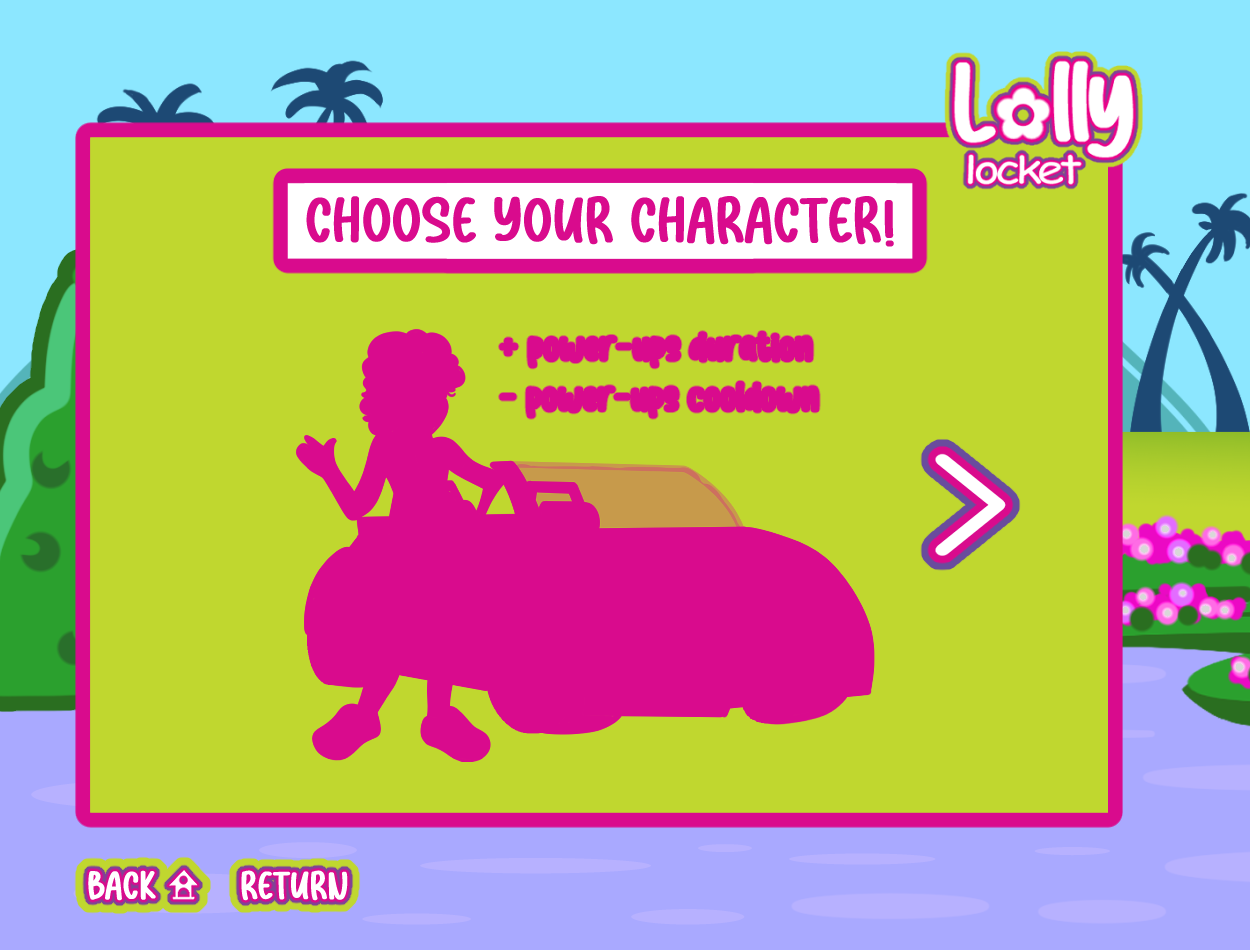 Lolly
locket
CHOOSE YOUR CHARACTER!
+ power-ups duration
- power-ups cooldown
BACK
RETURN